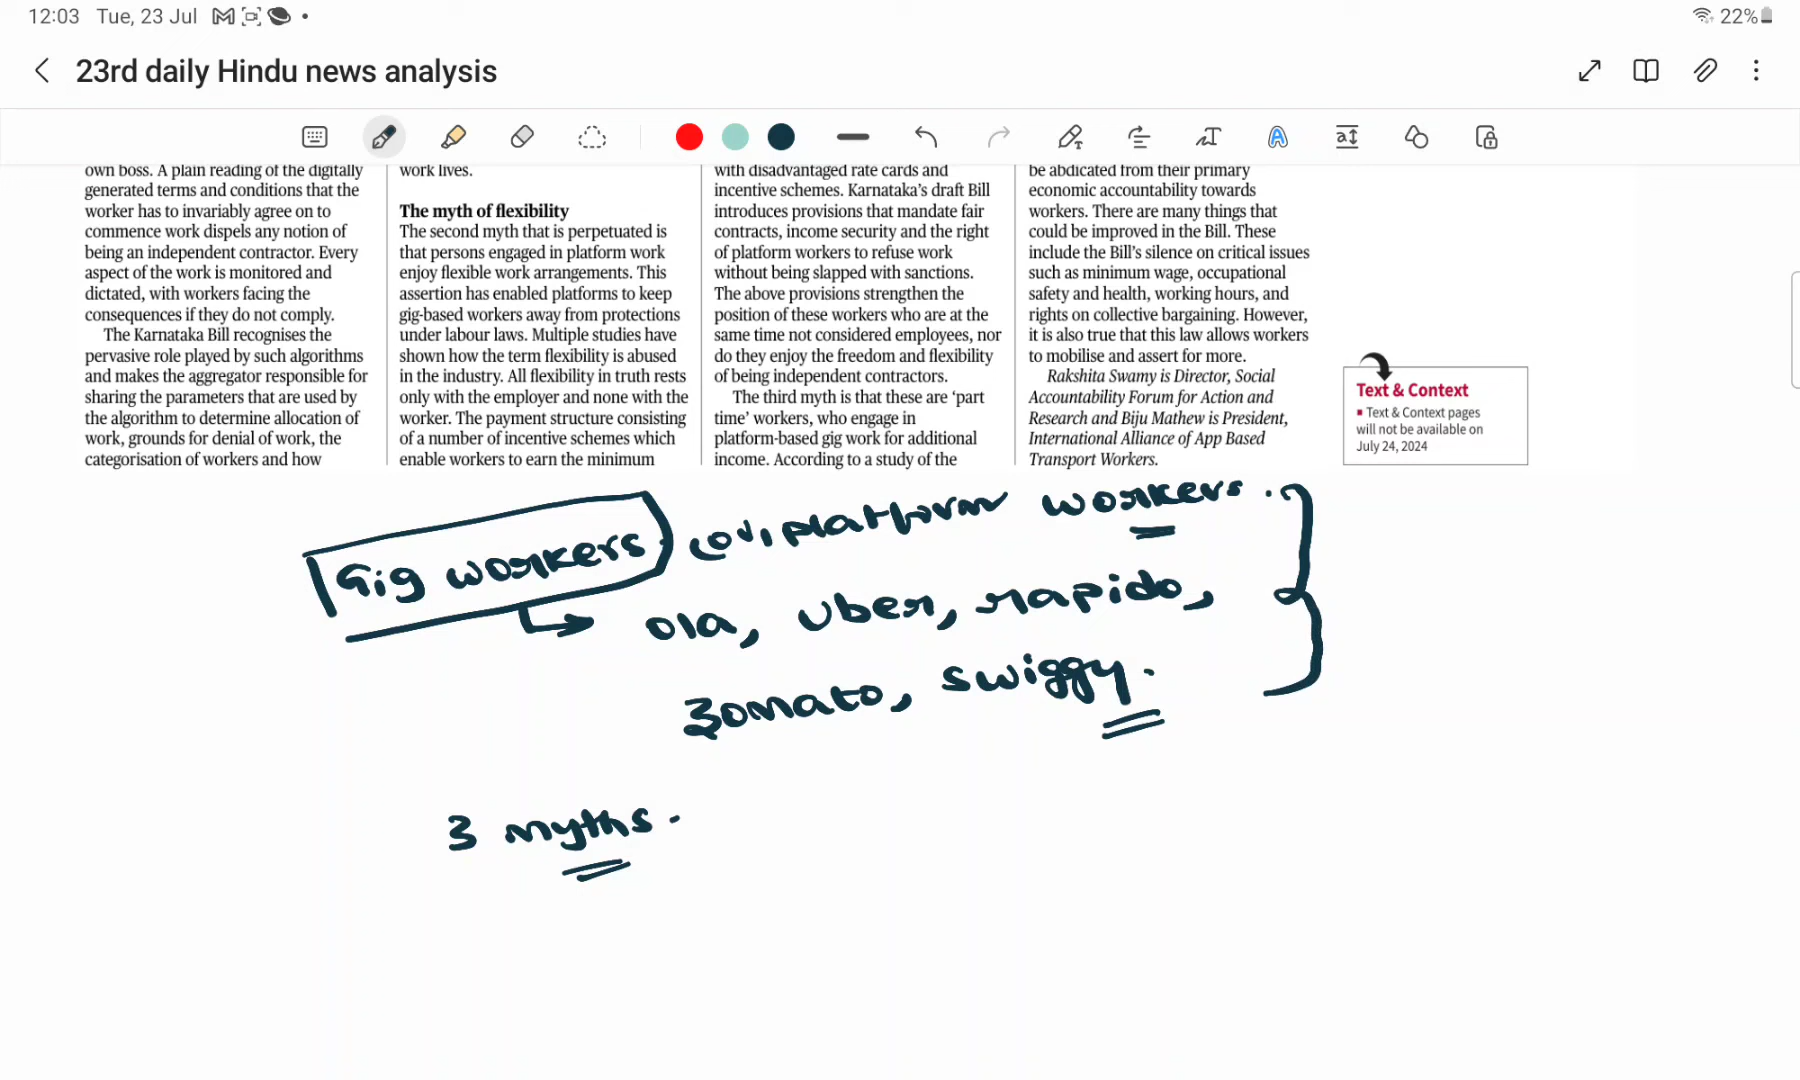 12:03 Tue, 23 Jul
22%
23rd daily Hindu news analysis
own boss. A plain reading of the digitally
generated terms and conditions that the
worker has to invariably agree on to
commence work dispels any notion of
being an independent contractor. Every
aspect of the work is monitored and
dictated, with workers facing the
consequences if they do not comply.
The Karnataka Bill recognises the
pervasive role played by such algorithms
and makes the aggregator responsible for
sharing the parameters that are used by
the algorithm to determine allocation of
work, grounds for denial of work, the
categorisation of workers and how
work lives.
The myth of flexibility
The second myth that is perpetuated is
that persons engaged in platform work
enjoy flexible work arrangements. This
assertion has enabled platforms to keep
gig-based workers away from protections
under labour laws. Multiple studies have
shown how the term flexibility is abused
in the industry. All flexibility in truth rests
only with the employer and none with the
worker. The payment structure consisting
of a number of incentive schemes which
enable workers to earn the minimum
with disadvantaged rate cards and
incentive schemes. Karnataka's draft Bill
introduces provisions that mandate fair
contracts, income security and the right
of platform workers to refuse work
without being slapped with sanctions.
The above provisions strengthen the
position of these workers who are at the
same time not considered employees, nor
do they enjoy the freedom and flexibility
of being independent contractors.
The third myth is that these are ‘part
time’ workers, who engage in
platform-based gig work for additional
income. According to a study of the
be abdicated from their primary
economic accountability towards
workers. There are many things that
could be improved in the Bill. These
include the Bill's silence on critical issues
such as minimum wage, occupational
safety and health, working hours, and
rights on collective bargaining. However,
it is also true that this law allows workers
to mobilise and assert for more.
Rakshita Swamy is Director, Social
Accountability Forum for Action and
Research and Biju Mathew is President,
International Alliance of App Based
Transport Workers.
Text & Context
Text & Context pages
will not be available on
July 24, 2024
Gig workers (or) platform workers.
Ola, Uber, rapido,
zomato, swiggy.
3 myths.